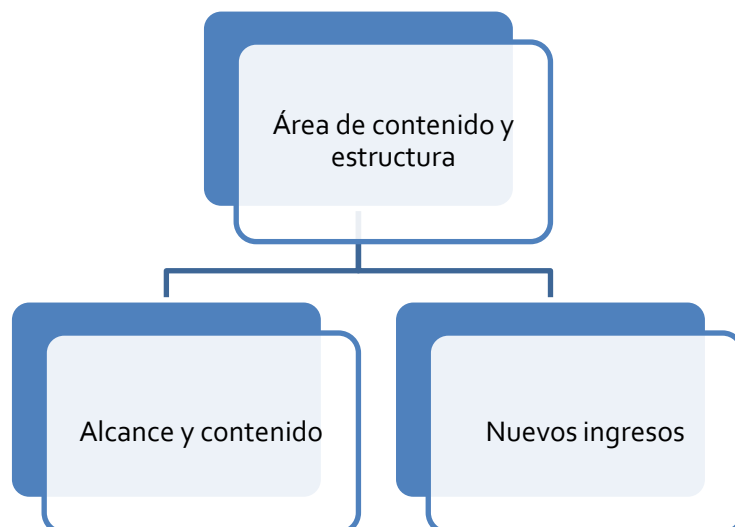 Área de contenido y
estructura
Alcance y contenido
Nuevos ingresos